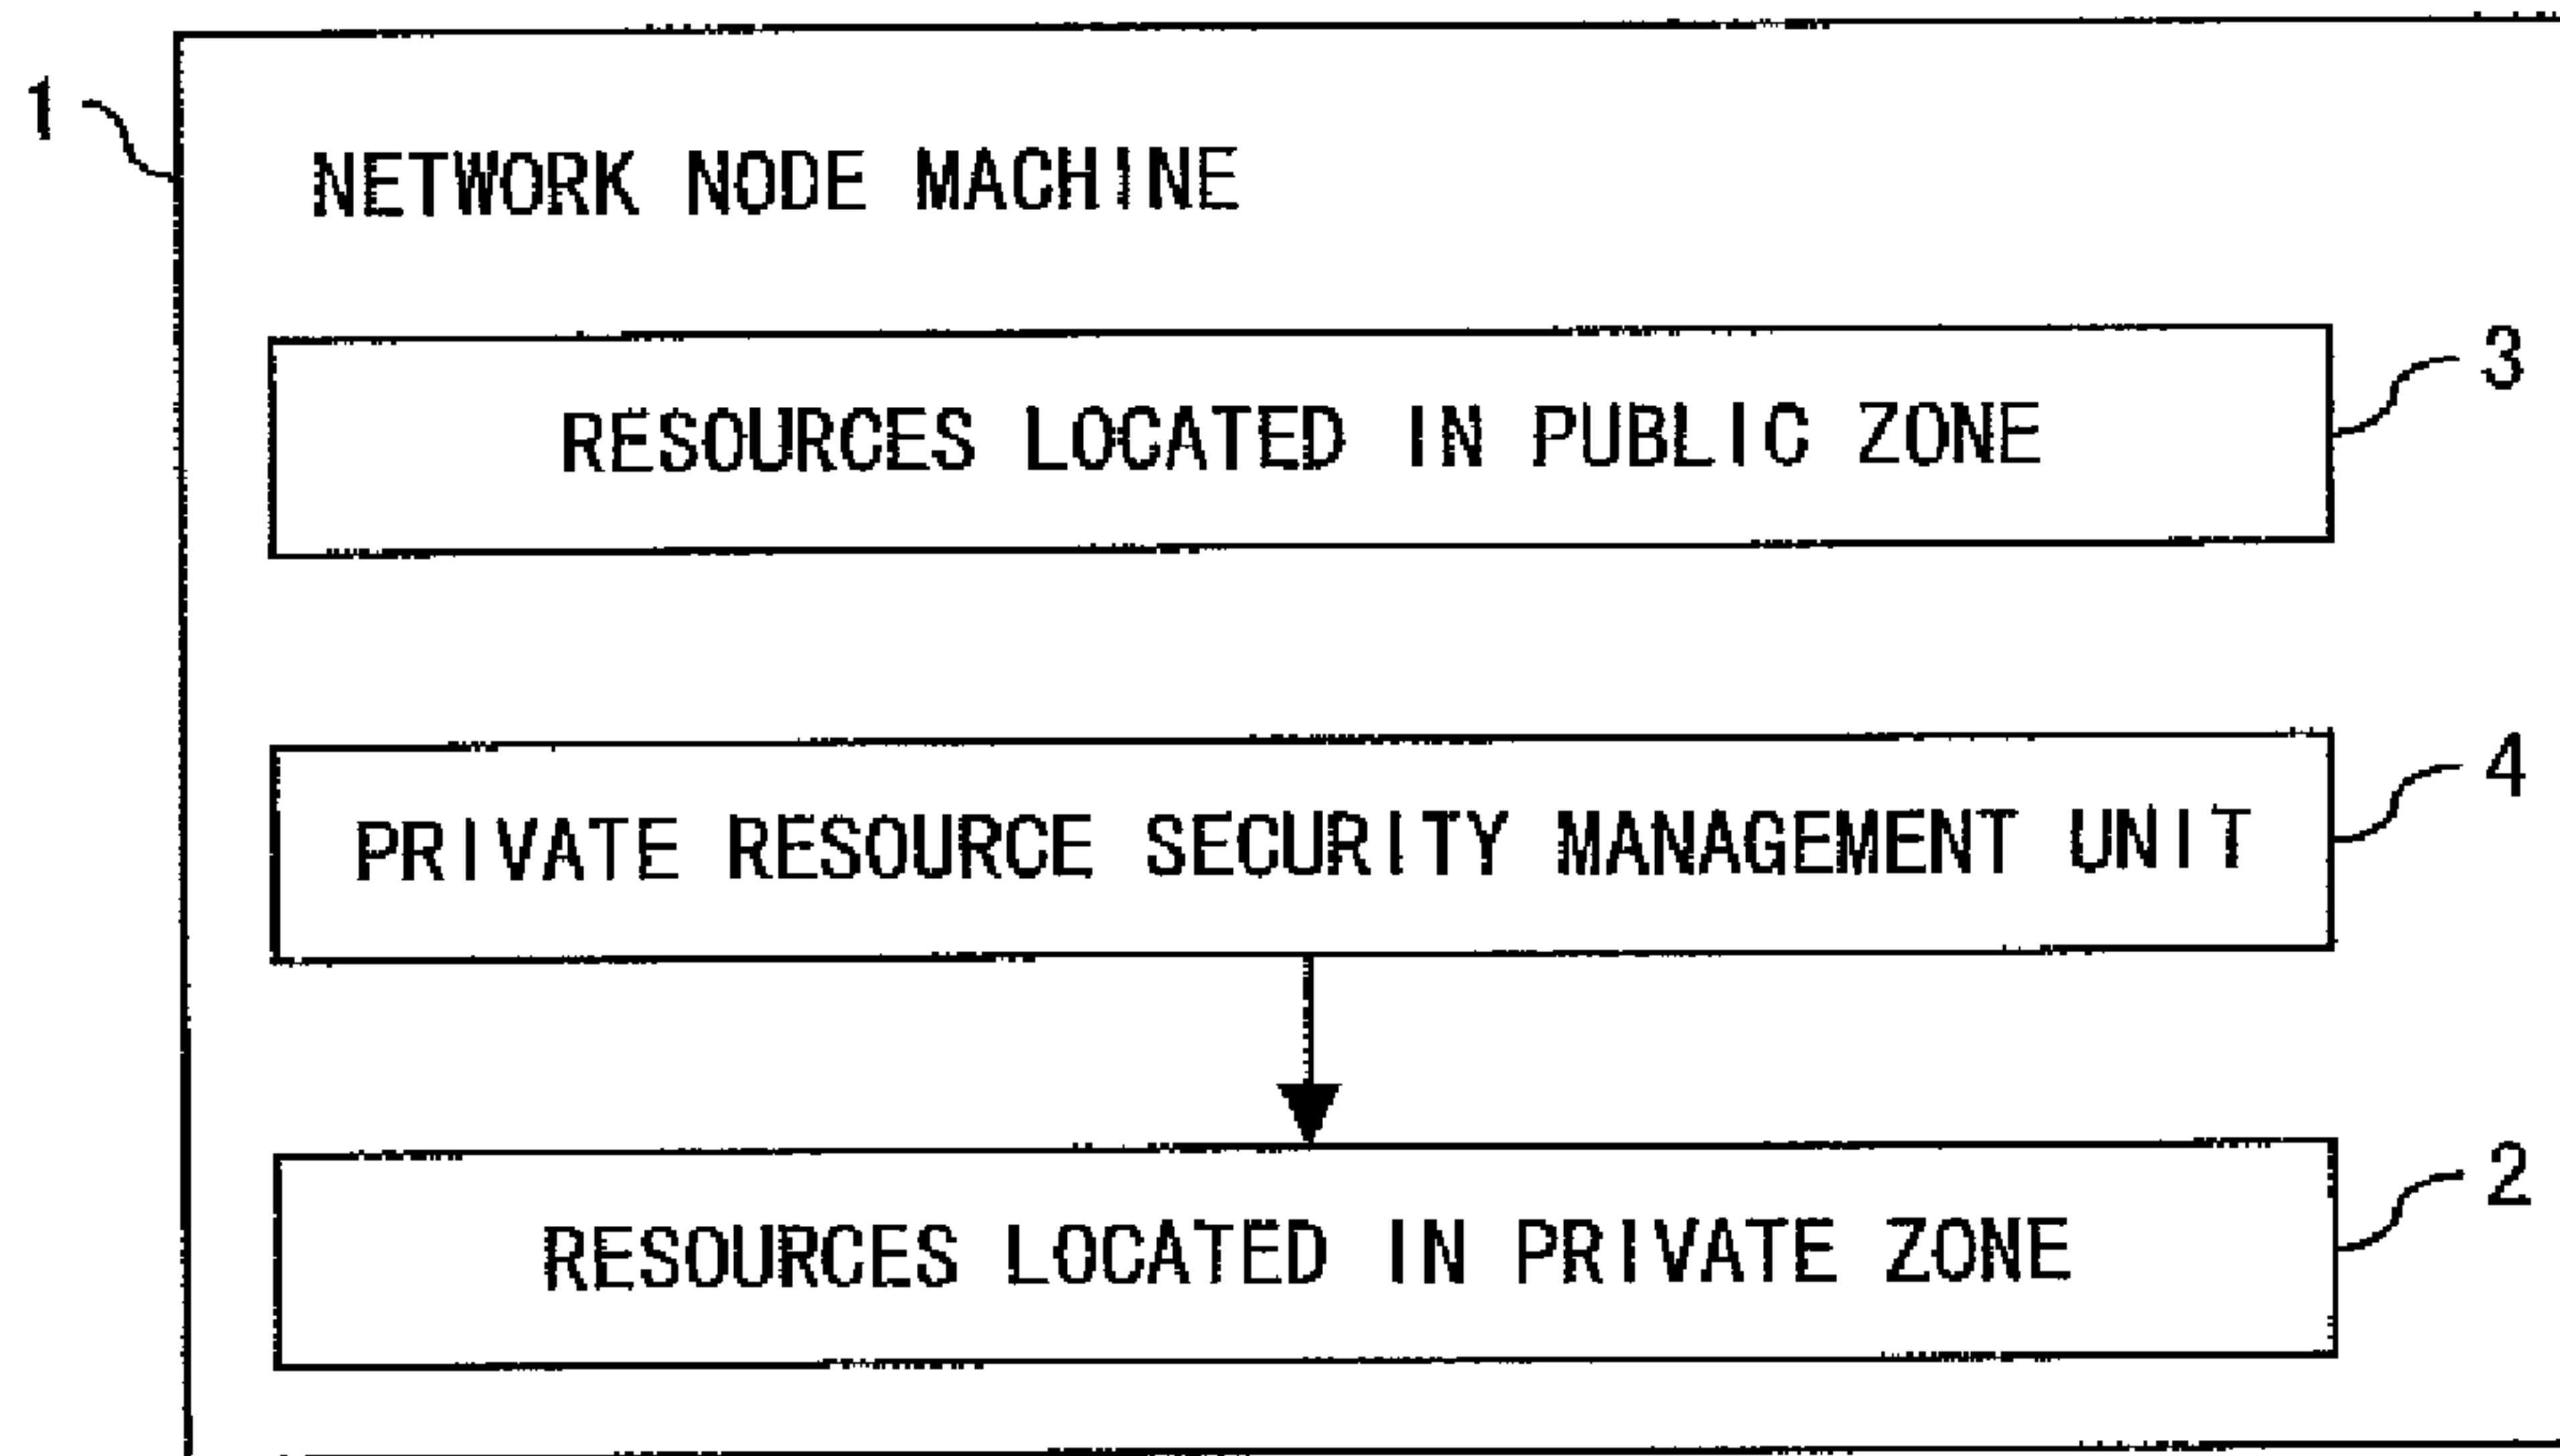 1
NETWORK NODE MACHINE
3
RESOURCES LOCATED IN PUBLIC ZONE
4
PRIVATE RESOURCE SECURITY MANAGEMENT UNIT
2
RESOURCES LOCATED IN PRIVATE ZONE